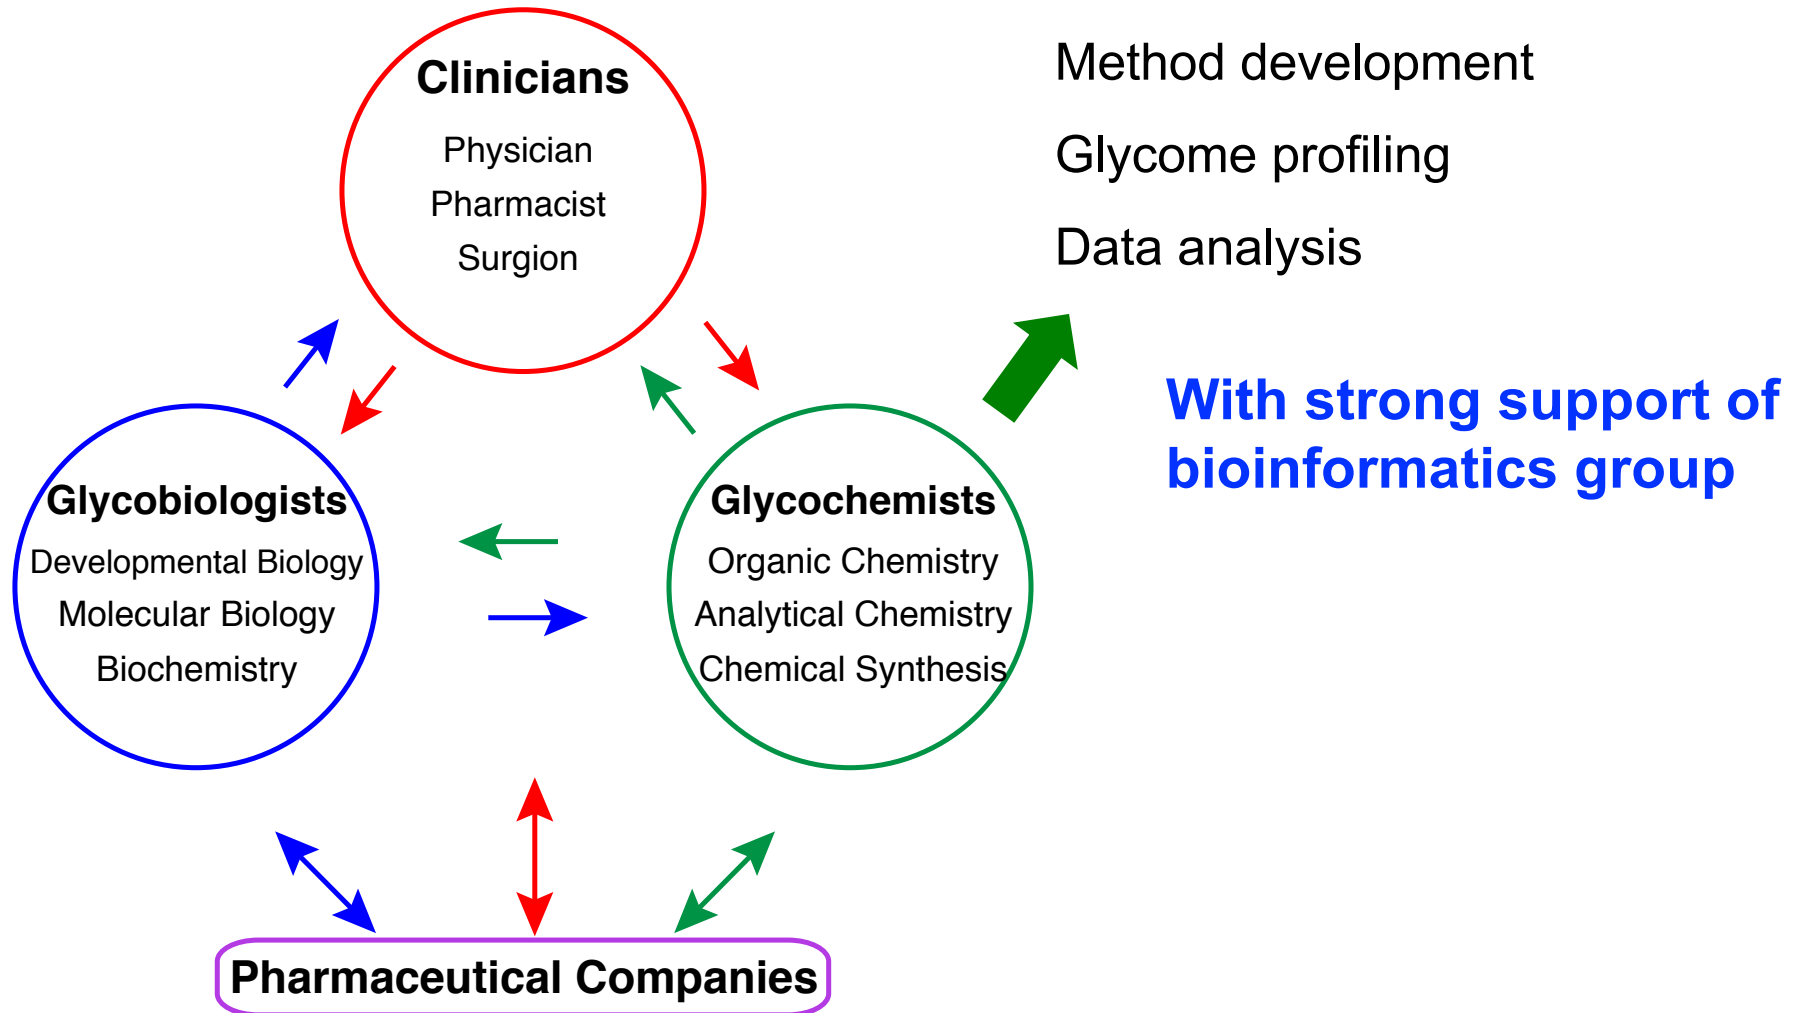 Clinicians
Physician
Pharmacist
Surgion
Glycobiologists
Developmental Biology
Molecular Biology
Biochemistry
Glycochemists
Organic Chemistry
Analytical Chemistry
Chemical Synthesis
Pharmaceutical Companies
Method development
Glycome profiling
Data analysis
With strong support of
bioinformatics group